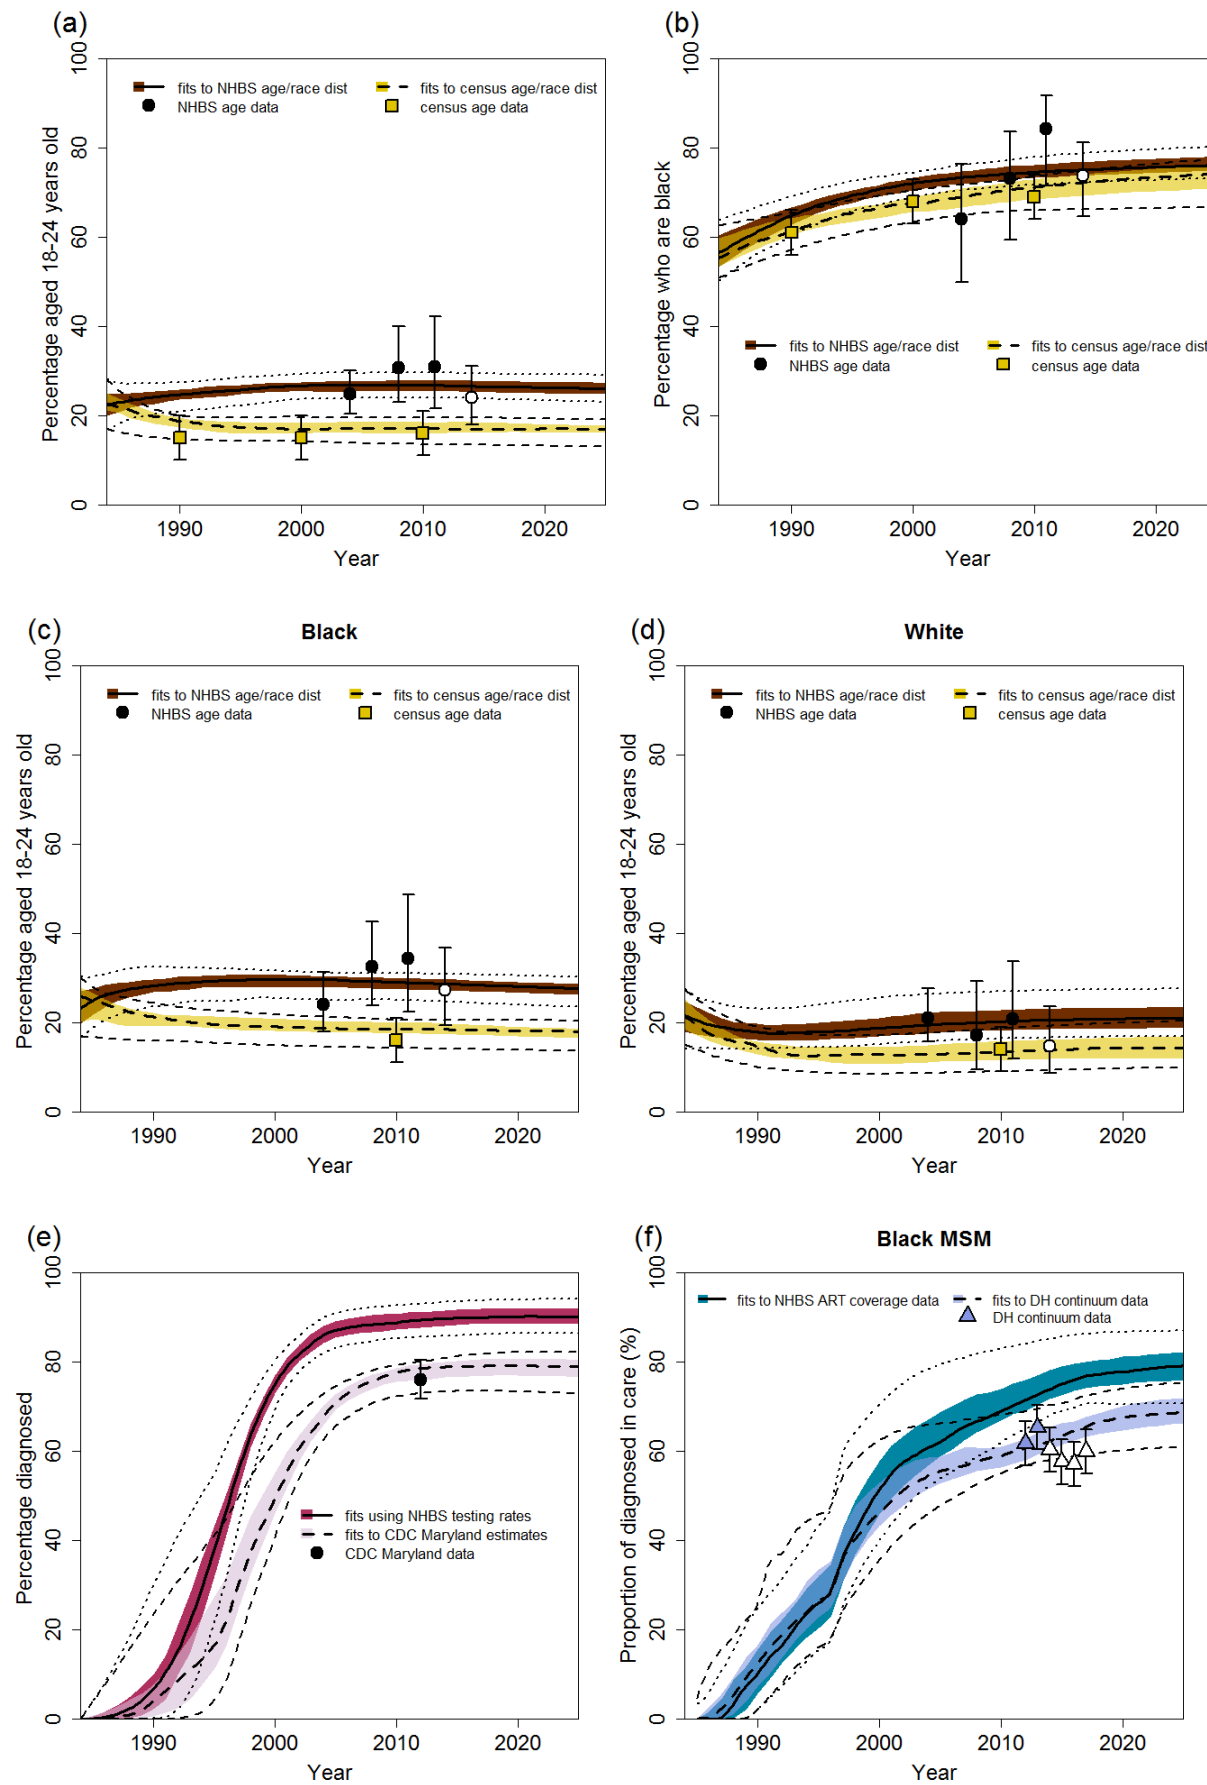 (a)
Percentage aged 18-24 years old
0 20 40 60 80 100
fits to NHBS age/race dist
NHBS age data
fits to census age/race dist
census age data
1990 2000 2010 2020
Year
(b)
Percentage who are black
0 20 40 60 80 100
fits to NHBS age/race dist
NHBS age data
fits to census age/race dist
census age data
1990 2000 2010 2020
Year
(c)
Black
Percentage aged 18-24 years old
0 20 40 60 80 100
fits to NHBS age/race dist
NHBS age data
fits to census age/race dist
census age data
1990 2000 2010 2020
Year
(d)
White
Percentage aged 18-24 years old
0 20 40 60 80 100
fits to NHBS age/race dist
NHBS age data
fits to census age/race dist
census age data
1990 2000 2010 2020
Year
(e)
Percentage diagnosed
0 20 40 60 80 100
fits using NHBS testing rates
fits to CDC Maryland estimates
CDC Maryland data
1990 2000 2010 2020
Year
(f)
Black MSM
Proportion of diagnosed in care (%)
0 20 40 60 80 100
fits to NHBS ART coverage data
fits to DH continuum data
DH continuum data
1990 2000 2010 2020
Year